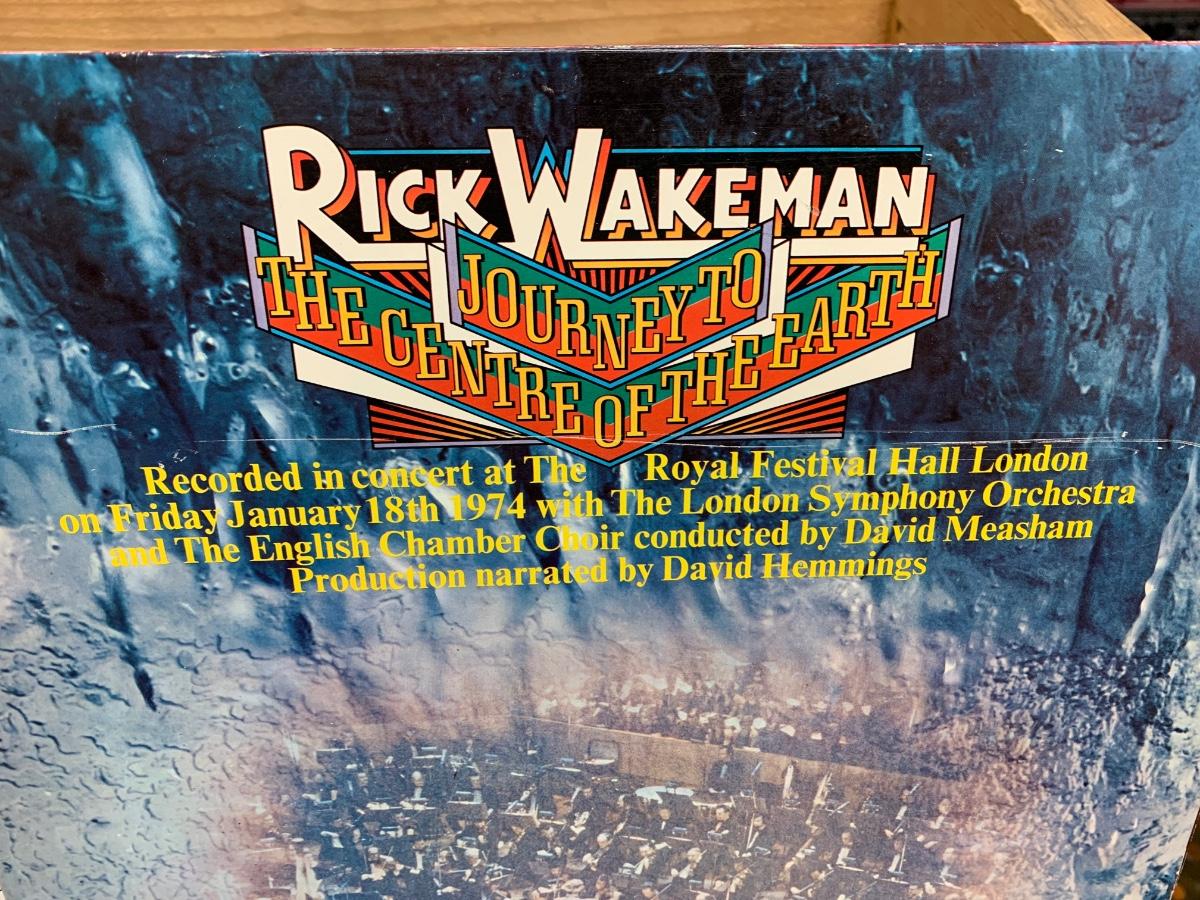 RICK WAKEMAN
JOURNEY TO
THE CENTRE OF THE EARTH
Recorded in concert at The Royal Festival Hall London
on Friday January 18th 1974 with The London Symphony Orchestra
and The English Chamber Choir conducted by David Measham
Production narrated by David Hemmings